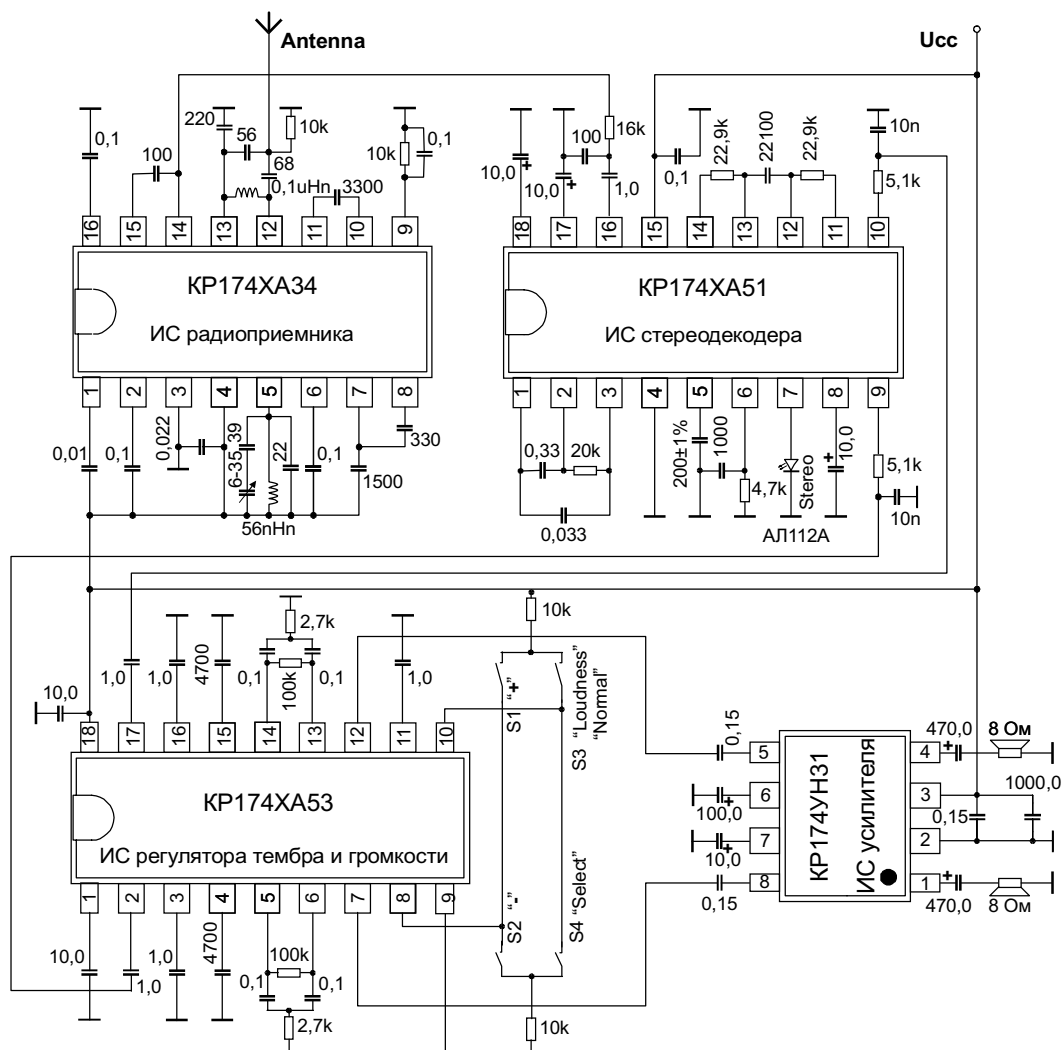 Antenna
Ucc
0,1
100
220
56
10k
68
0,1uHn
3300
10k
0,1
10,0
10,0
100
1,0
16k
0,1
22,9k
22100
22,9k
10n
5,1k
16 15 14 13 12 11 10 9
18 17 16 15 14 13 12 11 10
КР174ХА34
ИС радиоприемника
КР174ХА51
ИС стереодекодера
1 2 3 4 5 6 7 8
1 2 3 4 5 6 7 8 9
0,01
0,1
0,022
6-35
39
22
56nHn
0,1
1500
330
0,33
20k
0,033
200±1%
1000
4,7k
Stereo
АЛ112А
10,0
5,1k
10n
10,0
1,0
1,0
4700
0,1
2,7k
100k
0,1
1,0
10k
S1 "+"
S3 "Loudness"
"Normal"
18 17 16 15 14 13 12 11 10
КР174ХА53
ИС регулятора тембра и громкости
1 2 3 4 5 6 7 8 9
S2 "-"
S4 "Select"
10,0
1,0
1,0
4700
0,1
100k
0,1
2,7k
10k
0,15
100,0
10,0
0,15
5
6
7
8
КР174УН31
ИС усилителя
4
3
2
1
470,0
8 Ом
0,15
1000,0
470,0
8 Ом